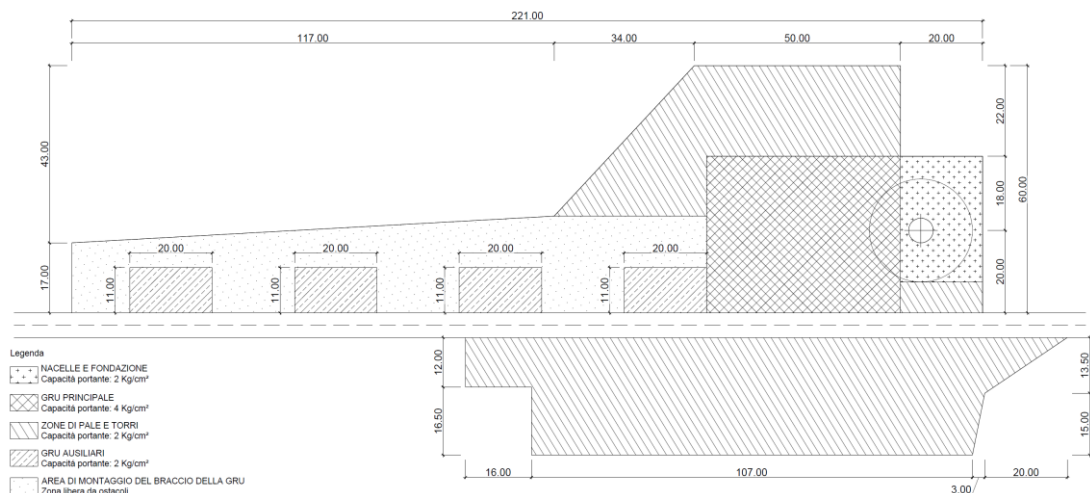 221.00
117.00
34.00
50.00
20.00
43.00
17.00
22.00
18.00
20.00
60.00
20.00
20.00
20.00
20.00
11.00
11.00
11.00
11.00
12.00
16.50
13.50
15.00
16.00
107.00
3.00
20.00
Legenda
NACELLE E FONDAZIONE
Capacità portante: 2 Kg/cm²
GRU PRINCIPALE
Capacità portante: 4 Kg/cm²
ZONE DI PALE E TORRI
Capacità portante: 2 Kg/cm²
GRU AUSILIARI
Capacità portante: 2 Kg/cm²
AREA DI MONTAGGIO DEL BRACCIO DELLA GRU
Zona libera da ostacoli